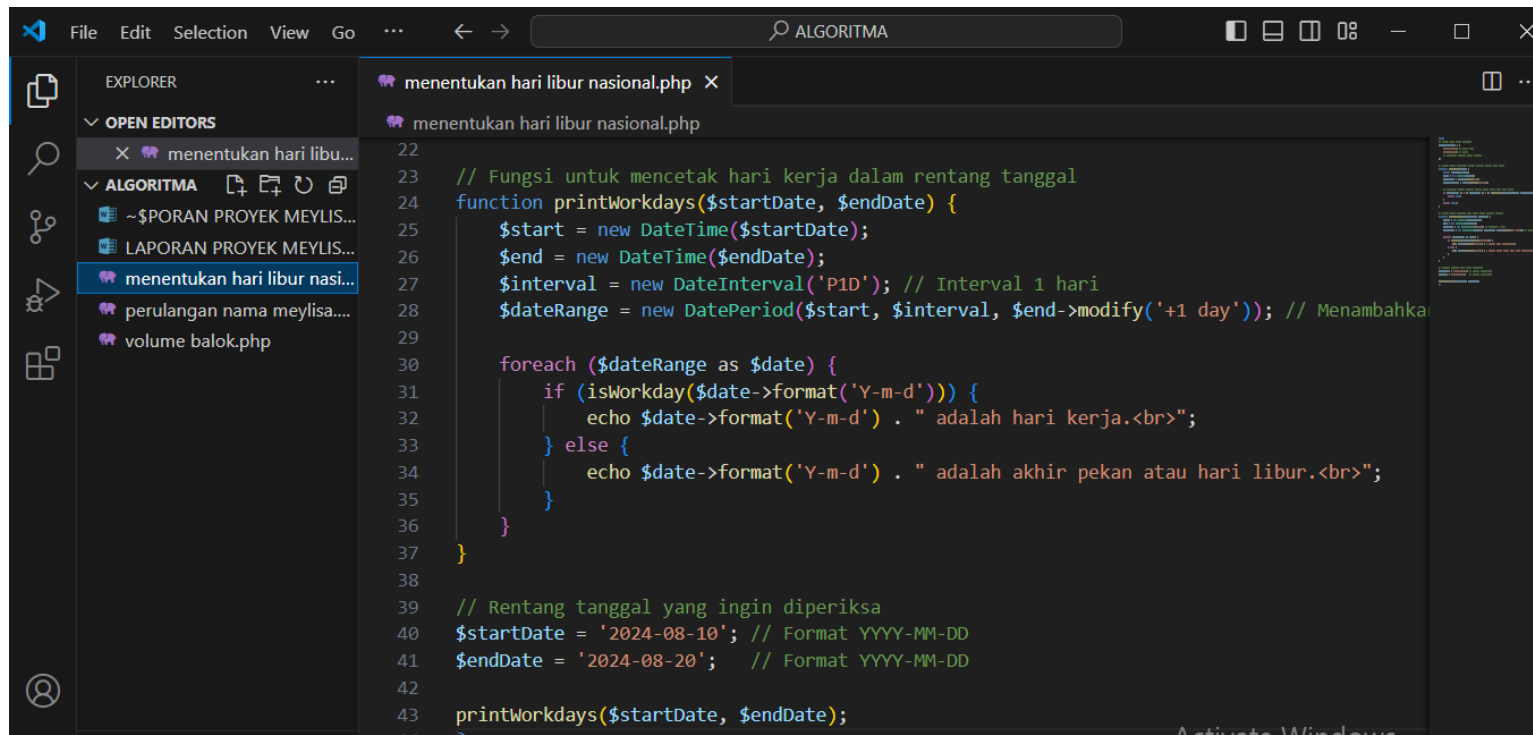 File Edit Selection View Go ··· ← → ALGORITMA
EXPLORER ···
menentukan hari libur nasional.php
OPEN EDITORS
menentukan hari libur nasional.php
menentukan hari libu...
ALGORITMA
~$PORAN PROYEK MEYLIS...
LAPORAN PROYEK MEYLIS...
menentukan hari libur nasi...
perulangan nama meylisa....
volume balok.php
22
23 // Fungsi untuk mencetak hari kerja dalam rentang tanggal
24 function printWorkdays($startDate, $endDate) {
25 $start = new DateTime($startDate);
26 $end = new DateTime($endDate);
27 $interval = new DateInterval('P1D'); // Interval 1 hari
28 $dateRange = new DatePeriod($start, $interval, $end->modify('+1 day')); // Menambahka
29
30 foreach ($dateRange as $date) {
31 if (isWorkday($date->format('Y-m-d'))) {
32 echo $date->format('Y-m-d') . " adalah hari kerja.<br>";
33 } else {
34 echo $date->format('Y-m-d') . " adalah akhir pekan atau hari libur.<br>";
35 }
36 }
37 }
38
39 // Rentang tanggal yang ingin diperiksa
40 $startDate = '2024-08-10'; // Format YYYY-MM-DD
41 $endDate = '2024-08-20'; // Format YYYY-MM-DD
42
43 printWorkdays($startDate, $endDate);
Activate Windows